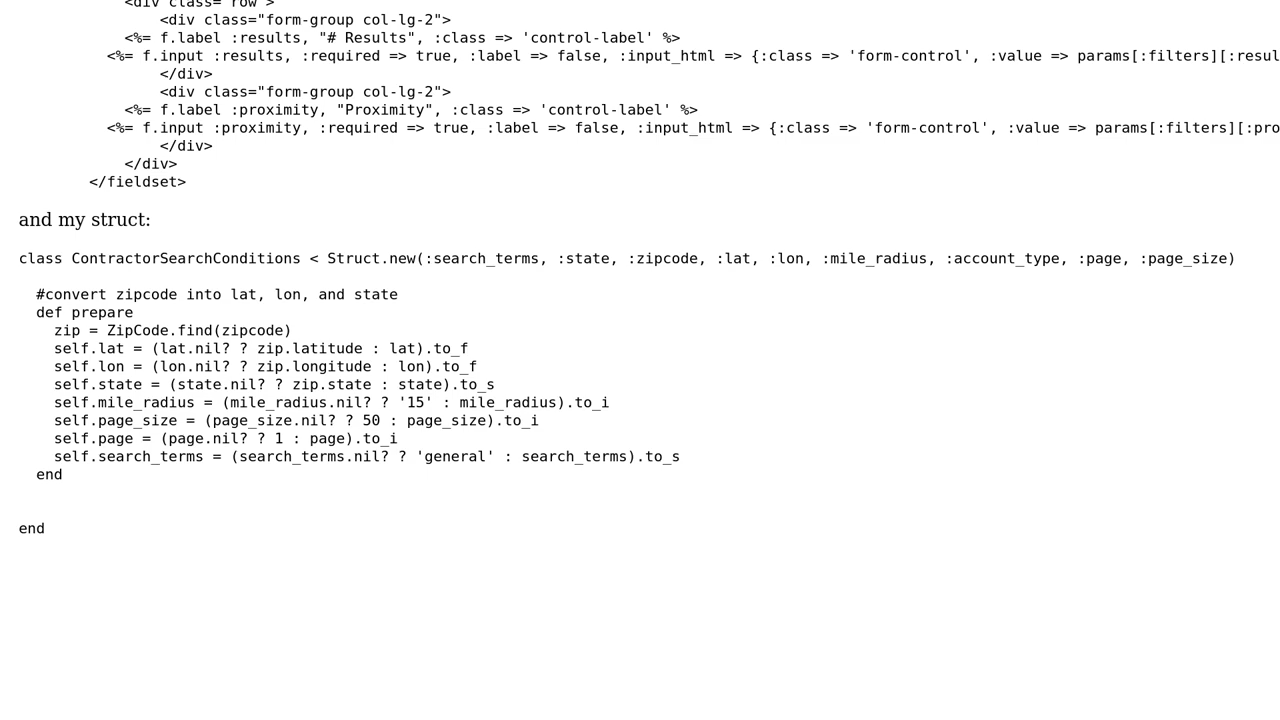 <div class="row">
<div class="form-group col-lg-2">
<%= f.label :results, "# Results", :class => 'control-label' %>
<%= f.input :results, :required => true, :label => false, :input_html => {:class => 'form-control', :value => params[:filters][:resul
</div>
<div class="form-group col-lg-2">
<%= f.label :proximity, "Proximity", :class => 'control-label' %>
<%= f.input :proximity, :required => true, :label => false, :input_html => {:class => 'form-control', :value => params[:filters][:pro
</div>
</div>
</fieldset>
and my struct:
class ContractorSearchConditions < Struct.new(:search_terms, :state, :zipcode, :lat, :lon, :mile_radius, :account_type, :page, :page_size)
#convert zipcode into lat, lon, and state
def prepare
zip = ZipCode.find(zipcode)
self.lat = (lat.nil? ? zip.latitude : lat).to_f
self.lon = (lon.nil? ? zip.longitude : lon).to_f
self.state = (state.nil? ? zip.state : state).to_s
self.mile_radius = (mile_radius.nil? ? '15' : mile_radius).to_i
self.page_size = (page_size.nil? ? 50 : page_size).to_i
self.page = (page.nil? ? 1 : page).to_i
self.search_terms = (search_terms.nil? ? 'general' : search_terms).to_s
end
end